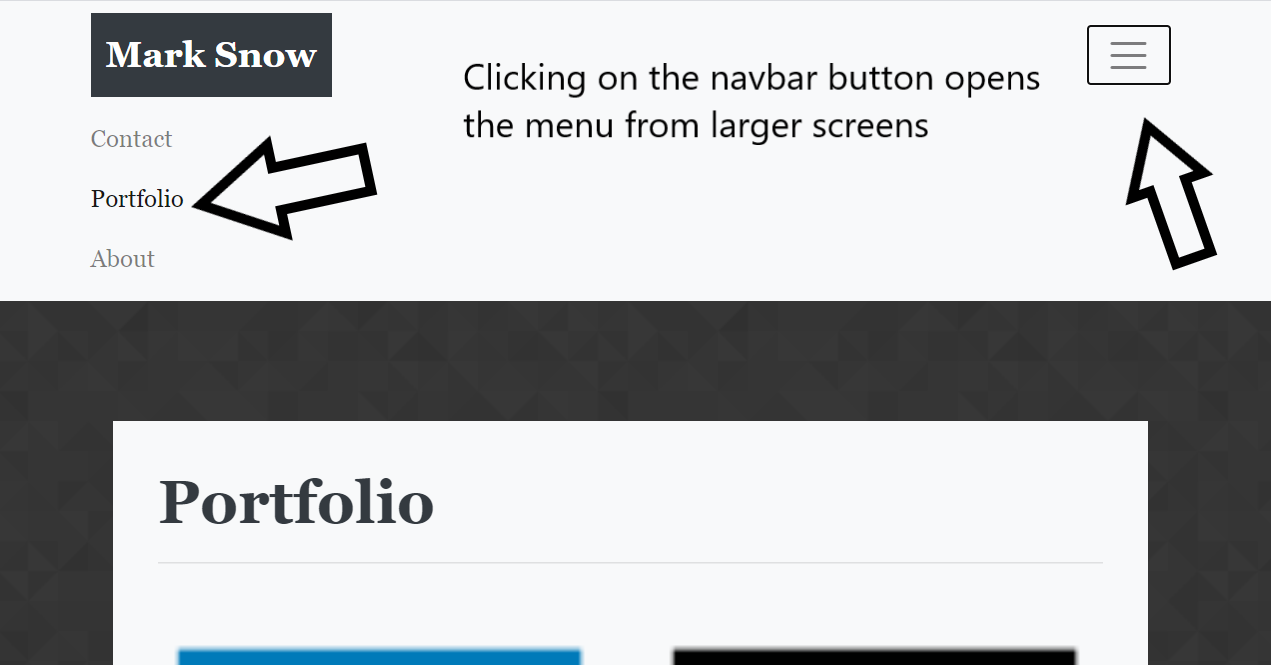 Mark Snow
Clicking on the navbar button opens
the menu from larger screens
Contact
Portfolio
About
Portfolio